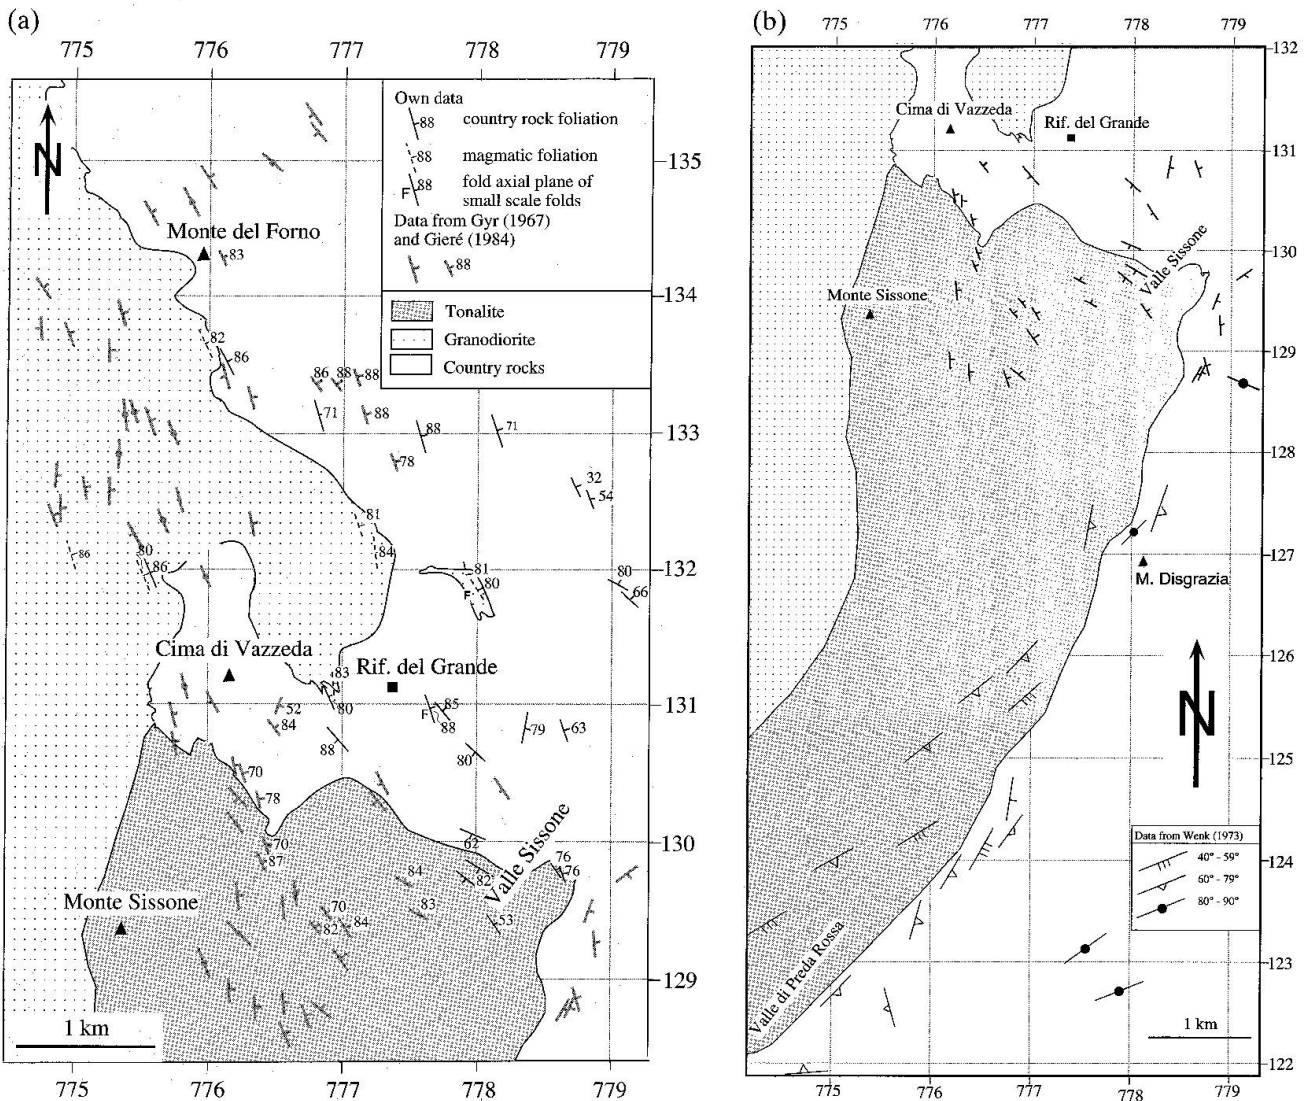 (a)
775 776 777 778 779
N
Own data
88 country rock foliation
88 magmatic foliation
F 88 fold axial plane of
small scale folds
Data from Gyr (1967)
and Gieré (1984)
88
Tonalite
Granodiorite
Country rocks
135
134
133
132
131
130
129
Monte del Forno
83
82
86
86 88 88
71 88
88 71
78
32
54
81
84
80
86
86
81
80
F
80
66
Cima di Vazzeda
Rif. del Grande
83
80
52
84
88
F
85
88
80
79 63
70
78
70
87
62
Valle Sissone
76
76
82
84
83
53
Monte Sissone
70
82
84
1 km
775 776 777 778 779
(b)
775 776 777 778 779
132
131
130
129
128
127
126
125
124
123
122
Cima di Vazzeda
Rif. del Grande
Valle Sissone
Monte Sissone
M. Disgrazia
N
Data from Wenk (1973)
40° - 59°
60° - 79°
80° - 90°
Valle di Preda Rossa
1 km
775 776 777 778 779